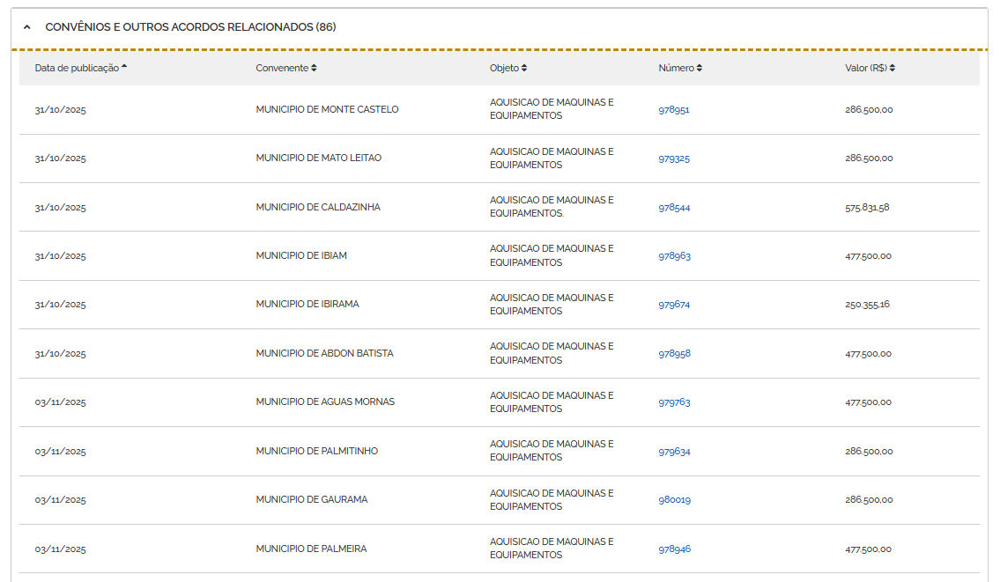 CONVÊNIOS E OUTROS ACORDOS RELACIONADOS (86)
Data de publicação Convenente Objeto Número Valor (R$)
31/10/2025 MUNICIPIO DE MONTE CASTELO AQUISICAO DE MAQUINAS E
EQUIPAMENTOS 978951 286.500,00
31/10/2025 MUNICIPIO DE MATO LEITAO AQUISICAO DE MAQUINAS E
EQUIPAMENTOS 979325 286.500,00
31/10/2025 MUNICIPIO DE CALDAZINHA AQUISICAO DE MAQUINAS E
EQUIPAMENTOS. 978544 575.831,58
31/10/2025 MUNICIPIO DE IBIAM AQUISICAO DE MAQUINAS E
EQUIPAMENTOS 978963 477.500,00
31/10/2025 MUNICIPIO DE IBIRAMA AQUISICAO DE MAQUINAS E
EQUIPAMENTOS 979674 250.355,16
31/10/2025 MUNICIPIO DE ABDON BATISTA AQUISICAO DE MAQUINAS E
EQUIPAMENTOS 978958 477.500,00
03/11/2025 MUNICIPIO DE AGUAS MORNAS AQUISICAO DE MAQUINAS E
EQUIPAMENTOS 979763 477.500,00
03/11/2025 MUNICIPIO DE PALMITINHO AQUISICAO DE MAQUINAS E
EQUIPAMENTOS 979634 286.500,00
03/11/2025 MUNICIPIO DE GAURAMA AQUISICAO DE MAQUINAS E
EQUIPAMENTOS 980019 286.500,00
03/11/2025 MUNICIPIO DE PALMEIRA AQUISICAO DE MAQUINAS E
EQUIPAMENTOS 978946 477.500,00